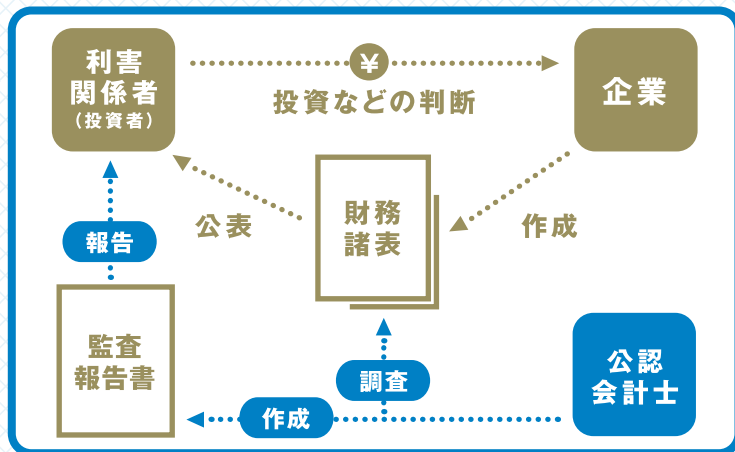 利害
関係者
（投資者）
¥
投資などの判断
企業
公表
財務
諸表
作成
報告
監査
報告書
調査
作成
公認
会計士